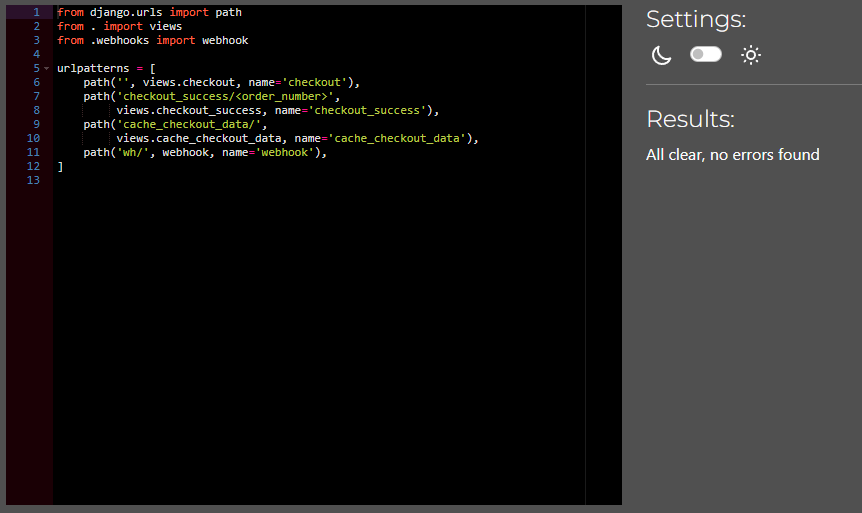 1 from django.urls import path
2 from . import views
3 from .webhooks import webhook
4
5 urlpatterns = [
6     path('', views.checkout, name='checkout'),
7     path('checkout_success/<order_number>',
8          views.checkout_success, name='checkout_success'),
9     path('cache_checkout_data/',
10          views.cache_checkout_data, name='cache_checkout_data'),
11     path('wh/', webhook, name='webhook'),
12 ]
13
Settings:
Results:
All clear, no errors found